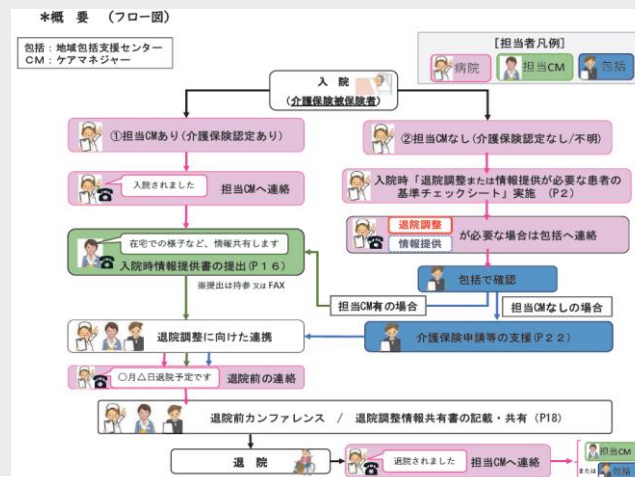 *概　要　（フロー図）
包括：地域包括支援センター
CM：ケアマネジャー
[担当者凡例]
病院
担当CM
包括
入　院
（介護保険被保険者）
①担当CMあり(介護保険認定あり)
②担当CMなし(介護保険認定なし/不明)
入院されました
担当CMへ連絡
入院時「退院調整または情報提供が必要な患者の
基準チェックシート」実施　（P２）
退院調整
情報提供
が必要な場合は包括へ連絡
在宅での様子など、情報共有します
入院時情報提供書の提出(P１６)
※提出は持参 又は FAX
包括で確認
担当CM有の場合
担当CMなしの場合
退院調整に向けた連携
介護保険申請等の支援(P２２)
〇月△日退院予定です
退院前の連絡
退院前カンファレンス　/　退院調整情報共有書の記載・共有　(P18)
退　院
退院されました
担当CMへ連絡
担当CM
または
包括